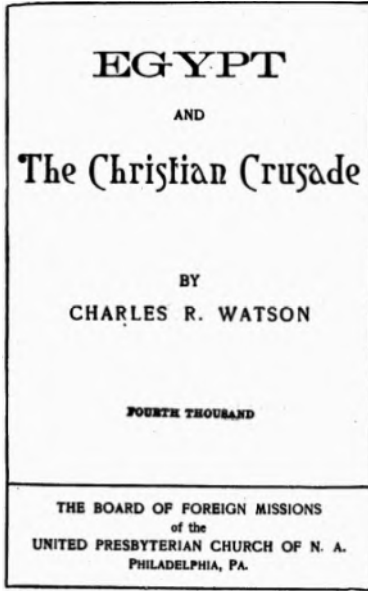 EGYPT
AND
The Christian Crusade
BY
CHARLES R. WATSON
FOURTH THOUSAND
THE BOARD OF FOREIGN MISSIONS
of the
UNITED PRESBYTERIAN CHURCH OF N. A.
PHILADELPHIA, PA.